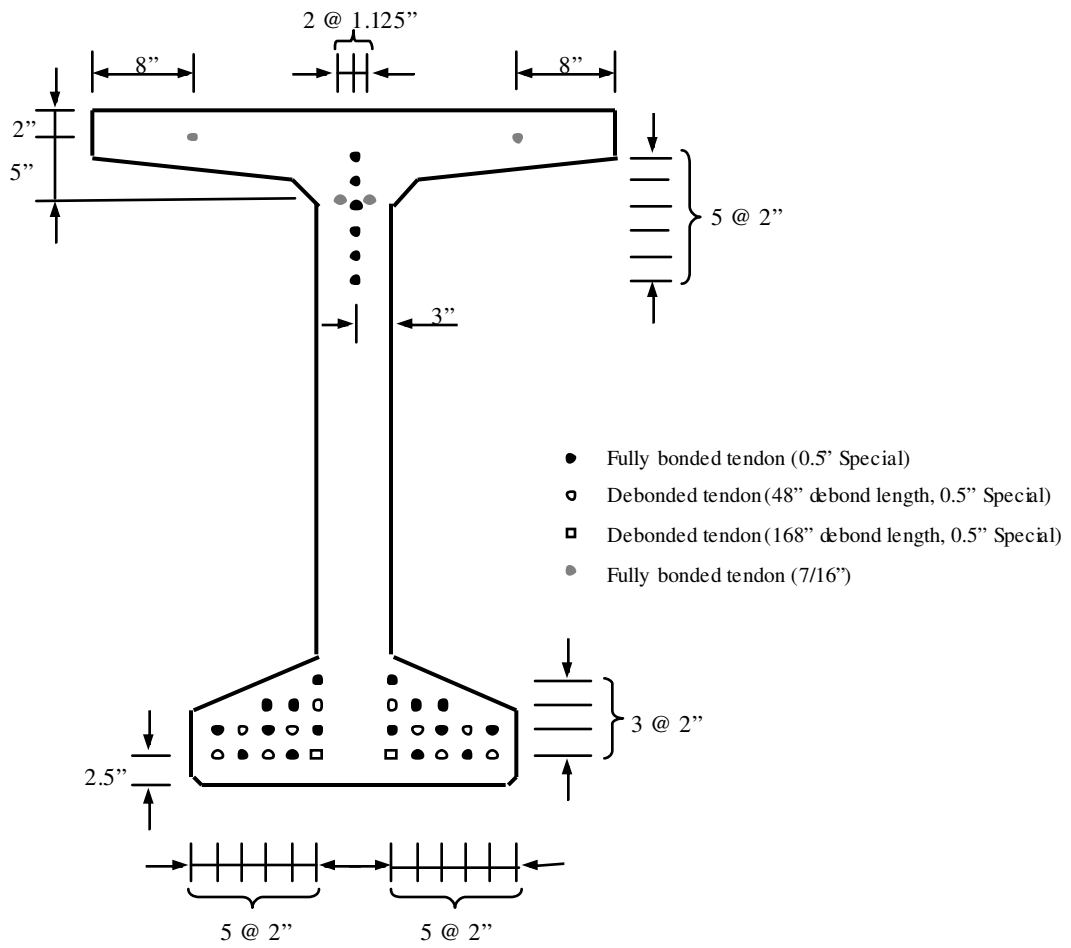 2 @ 1.125”
8”
8”
2”
5”
5 @ 2”
3”
Fully bonded tendon (0.5” Special)
Debonded tendon (48” debond length, 0.5” Special)
Debonded tendon (168” debond length, 0.5” Special)
Fully bonded tendon (7/16”)
3 @ 2”
2.5”
5 @ 2”
5 @ 2”